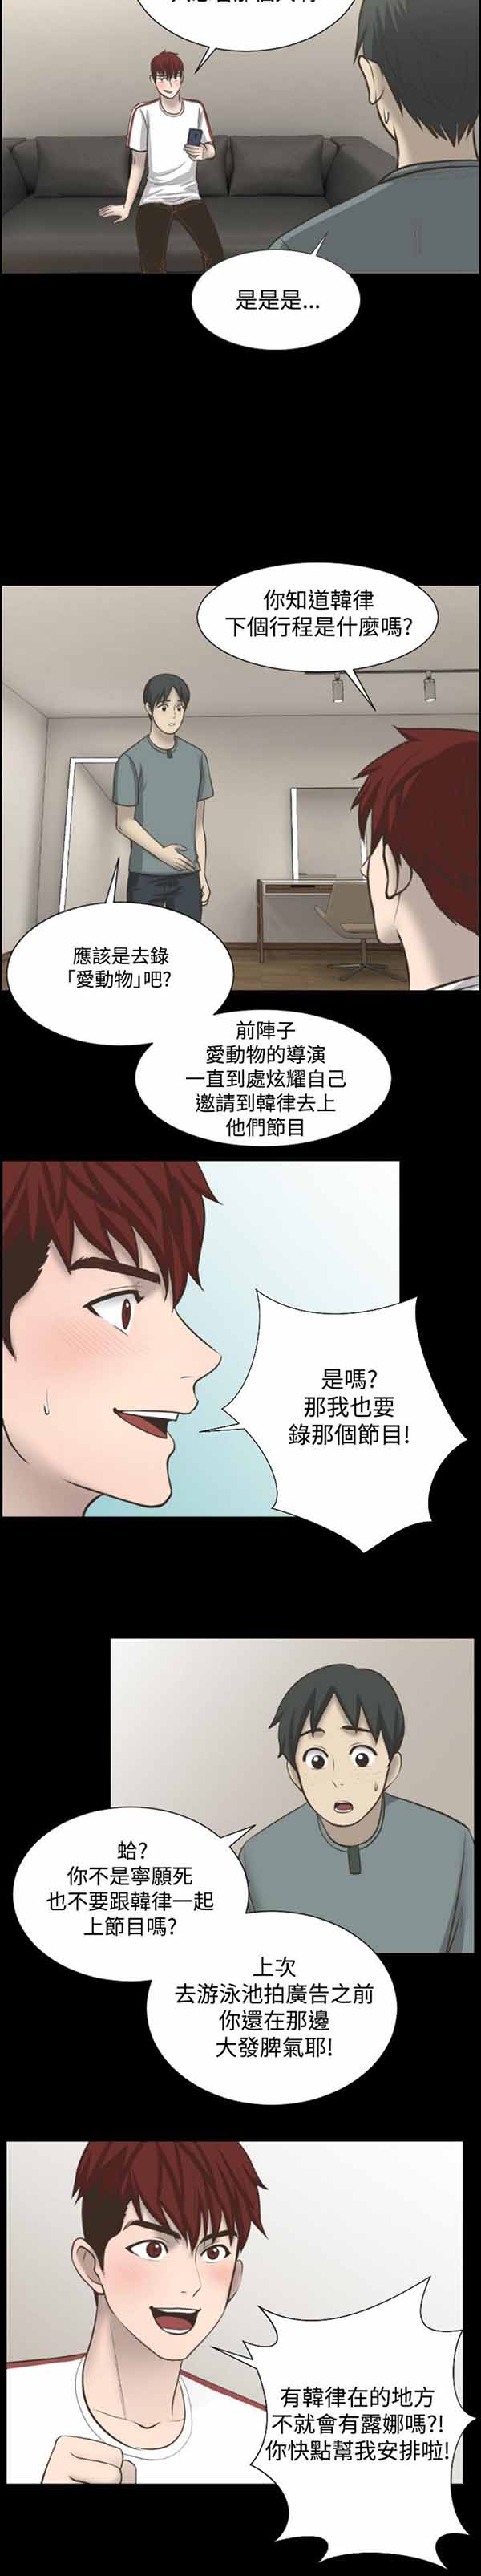 是是是...
你知道韓律
下個行程是什麼嗎?
應該是去錄
「愛動物」吧?
前陣子
愛動物的導演
一直到處炫耀自己
邀請到韓律去上
他們節目
是嗎?
那我也要
錄那個節目!
蛤?
你不是寧願死
也不要跟韓律一起
上節目嗎?
上次
去游泳池拍廣告之前
你還在那邊
大發脾氣耶!
有韓律在的地方
不就會有露娜嗎?!
你快點幫我安排啦!